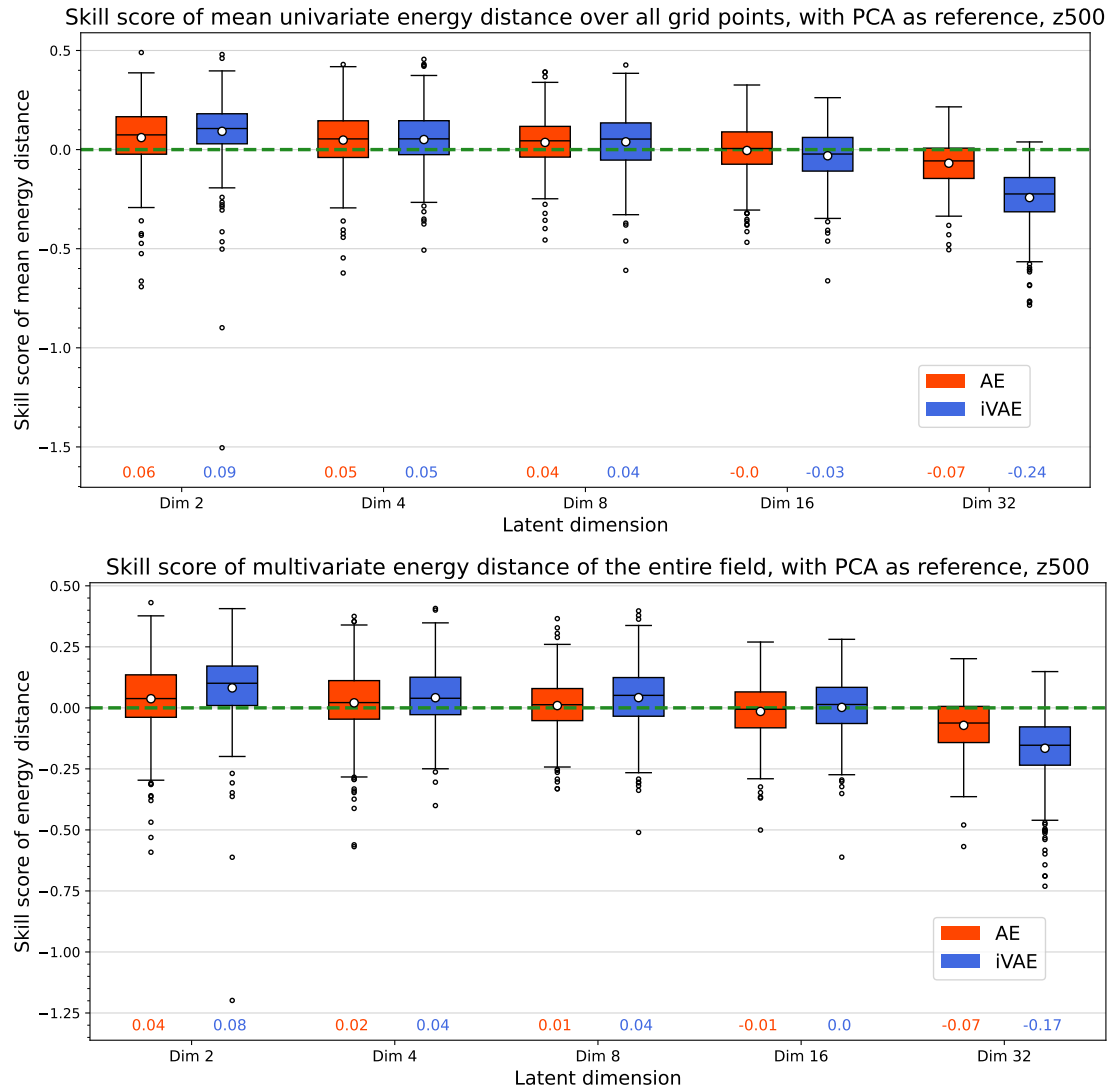 Skill score of mean univariate energy distance over all grid points, with PCA as reference, z500
Skill score of mean energy distance
0.5
0.0
−0.5
−1.0
−1.5
AE
iVAE
0.06 0.09 0.05 0.05 0.04 0.04 -0.0 -0.03 -0.07 -0.24
Dim 2 Dim 4 Dim 8 Dim 16 Dim 32
Latent dimension
Skill score of multivariate energy distance of the entire field, with PCA as reference, z500
Skill score of energy distance
0.50
0.25
0.00
−0.25
−0.50
−0.75
−1.00
−1.25
AE
iVAE
0.04 0.08 0.02 0.04 0.01 0.04 -0.01 0.0 -0.07 -0.17
Dim 2 Dim 4 Dim 8 Dim 16 Dim 32
Latent dimension